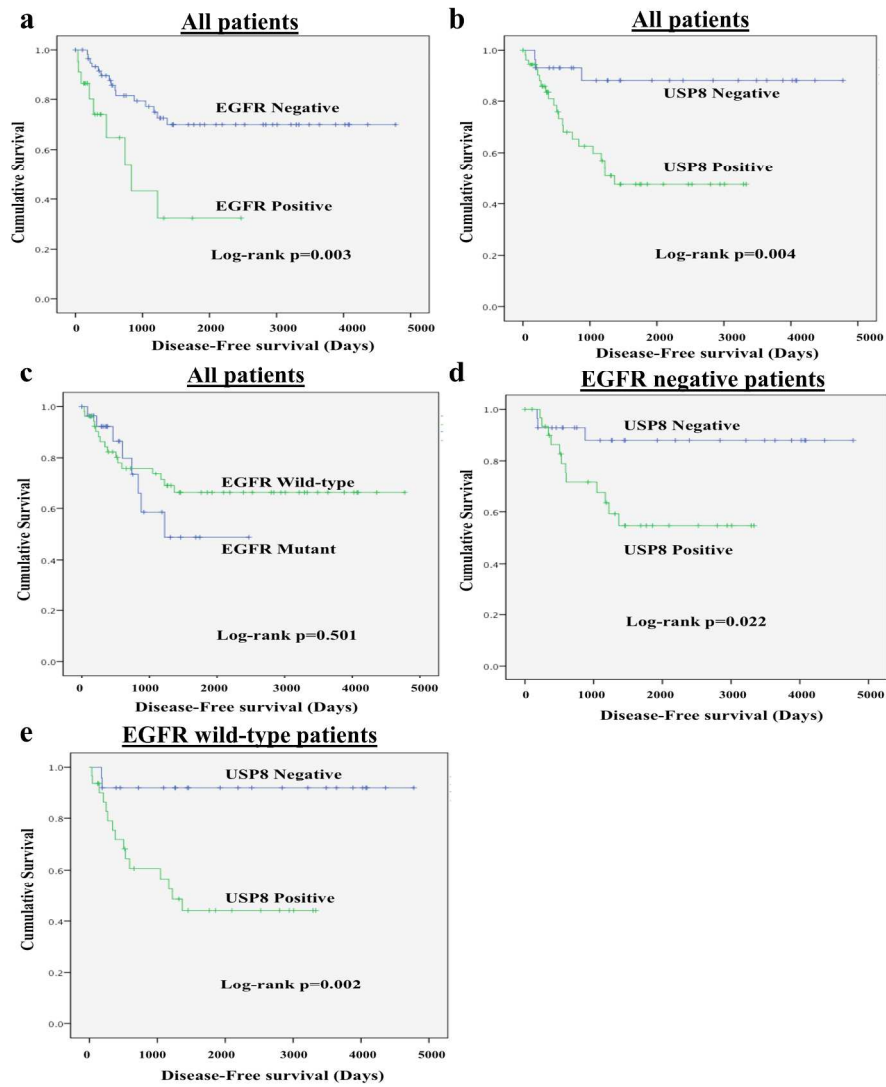 a
All patients
1.0
0.8
0.6
0.4
0.2
0.0
Cumulative Survival
EGFR Negative
EGFR Positive
Log-rank p=0.003
0 1000 2000 3000 4000 5000
Disease-Free survival (Days)
b
All patients
1.0
0.8
0.6
0.4
0.2
0.0
Cumulative Survival
USP8 Negative
USP8 Positive
Log-rank p=0.004
0 1000 2000 3000 4000 5000
Disease-Free survival (Days)
c
All patients
1.0
0.8
0.6
0.4
0.2
0.0
Cumulative Survival
EGFR Wild-type
EGFR Mutant
Log-rank p=0.501
0 1000 2000 3000 4000 5000
Disease-Free survival (Days)
d
EGFR negative patients
1.0
0.8
0.6
0.4
0.2
0.0
Cumulative Survival
USP8 Negative
USP8 Positive
Log-rank p=0.022
0 1000 2000 3000 4000 5000
Disease-Free survival (Days)
e
EGFR wild-type patients
1.0
0.8
0.6
0.4
0.2
0.0
Cumulative Survival
USP8 Negative
USP8 Positive
Log-rank p=0.002
0 1000 2000 3000 4000 5000
Disease-Free survival (Days)